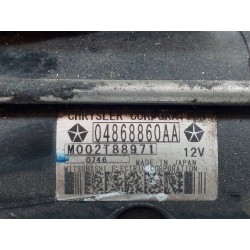 CHRYSLER CORPORATION
04868860AA
M002T88971 12V
0746 MADE IN JAPAN
MITSUBISHI ELECTRIC CORPORATION